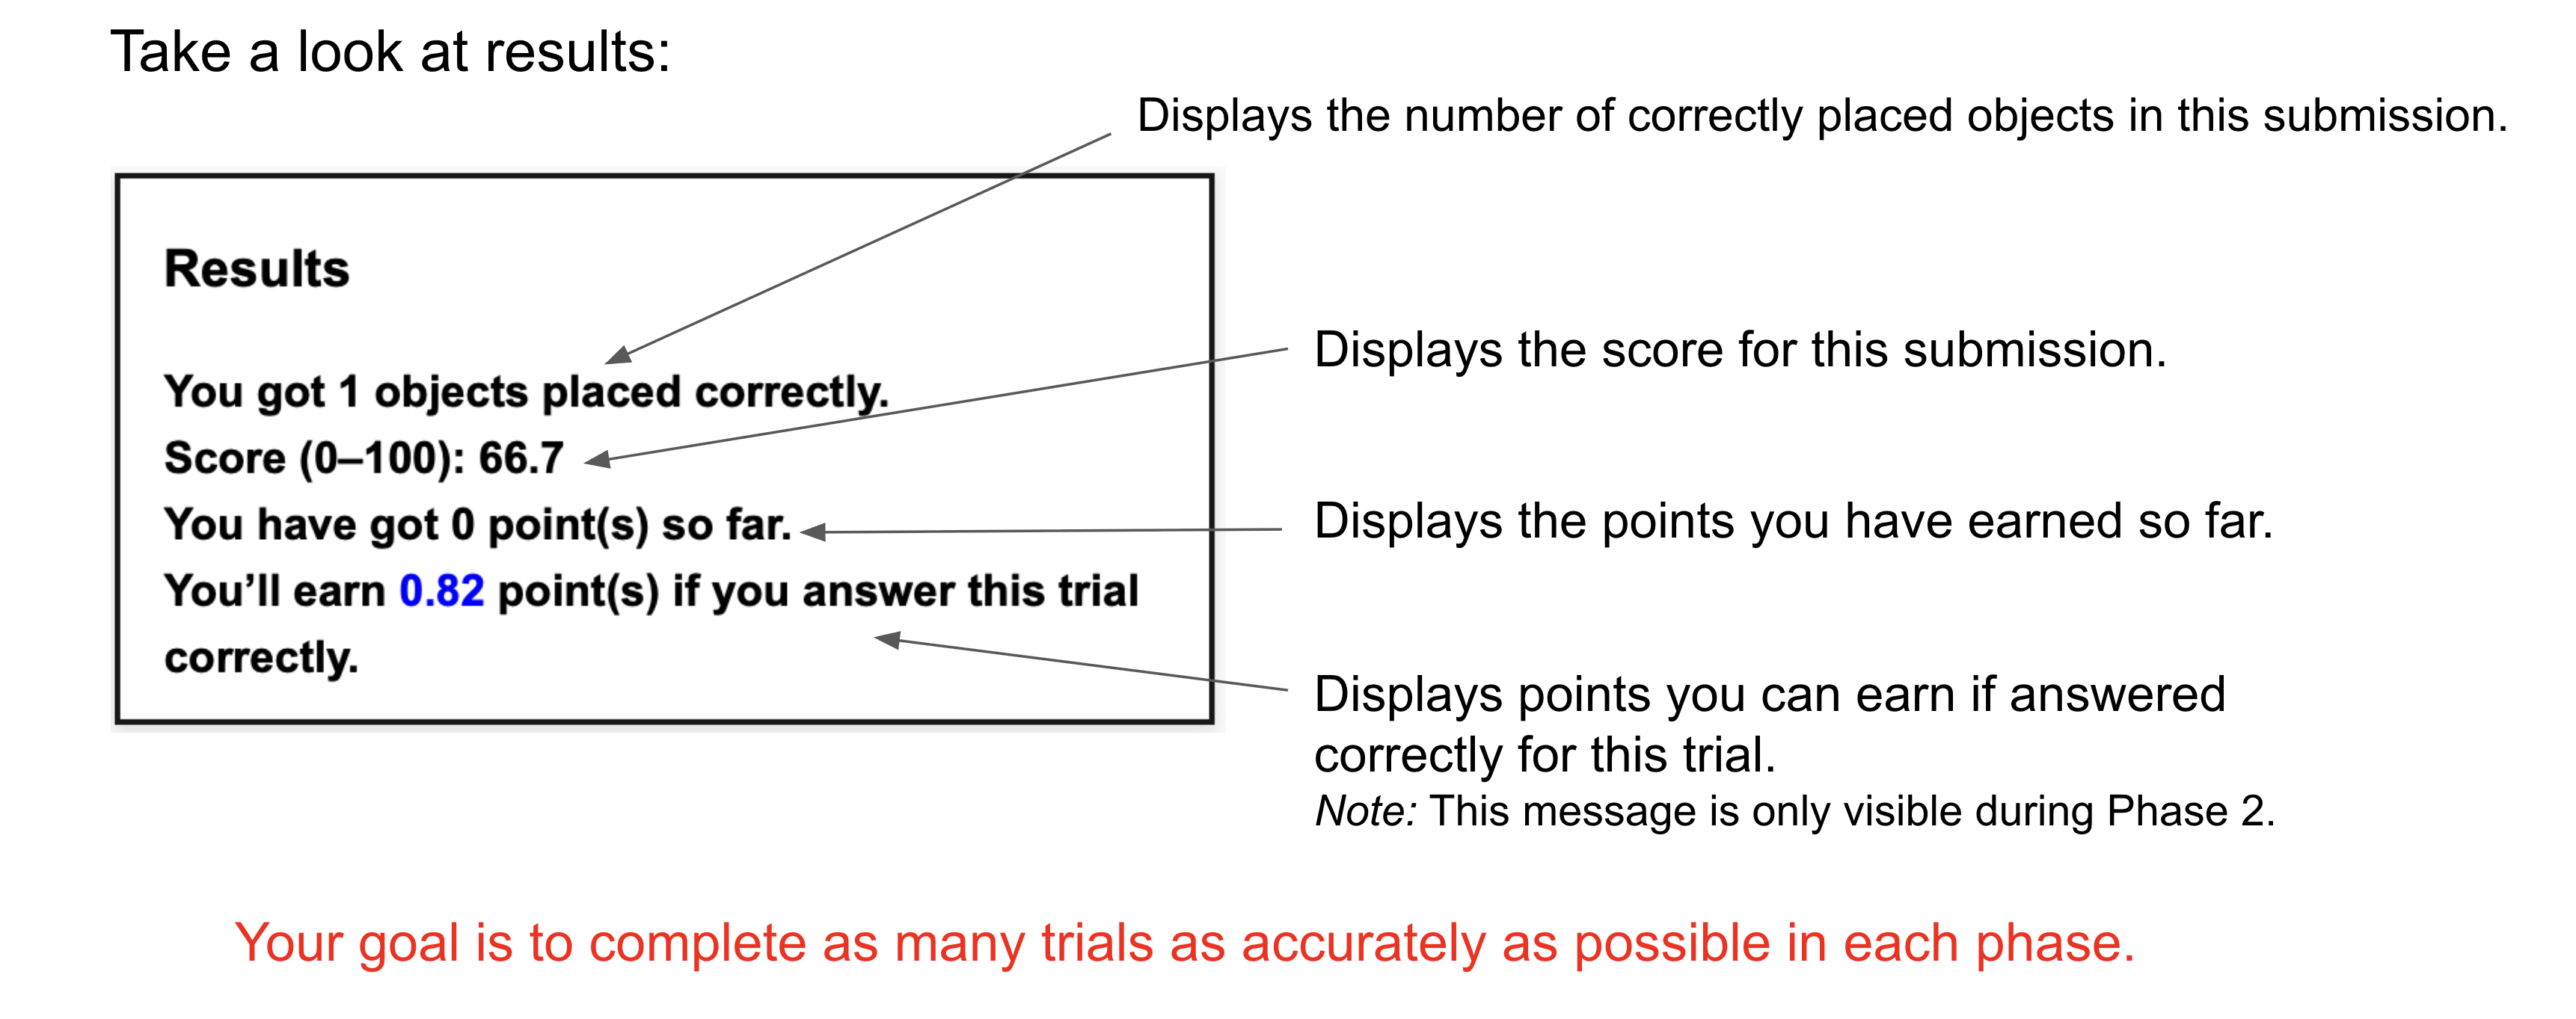 Take a look at results:
Displays the number of correctly placed objects in this submission.
Results
You got 1 objects placed correctly.
Score (0–100): 66.7
You have got 0 point(s) so far.
You’ll earn 0.82 point(s) if you answer this trial
correctly.
Displays the score for this submission.
Displays the points you have earned so far.
Displays points you can earn if answered
correctly for this trial.
Note: This message is only visible during Phase 2.
Your goal is to complete as many trials as accurately as possible in each phase.